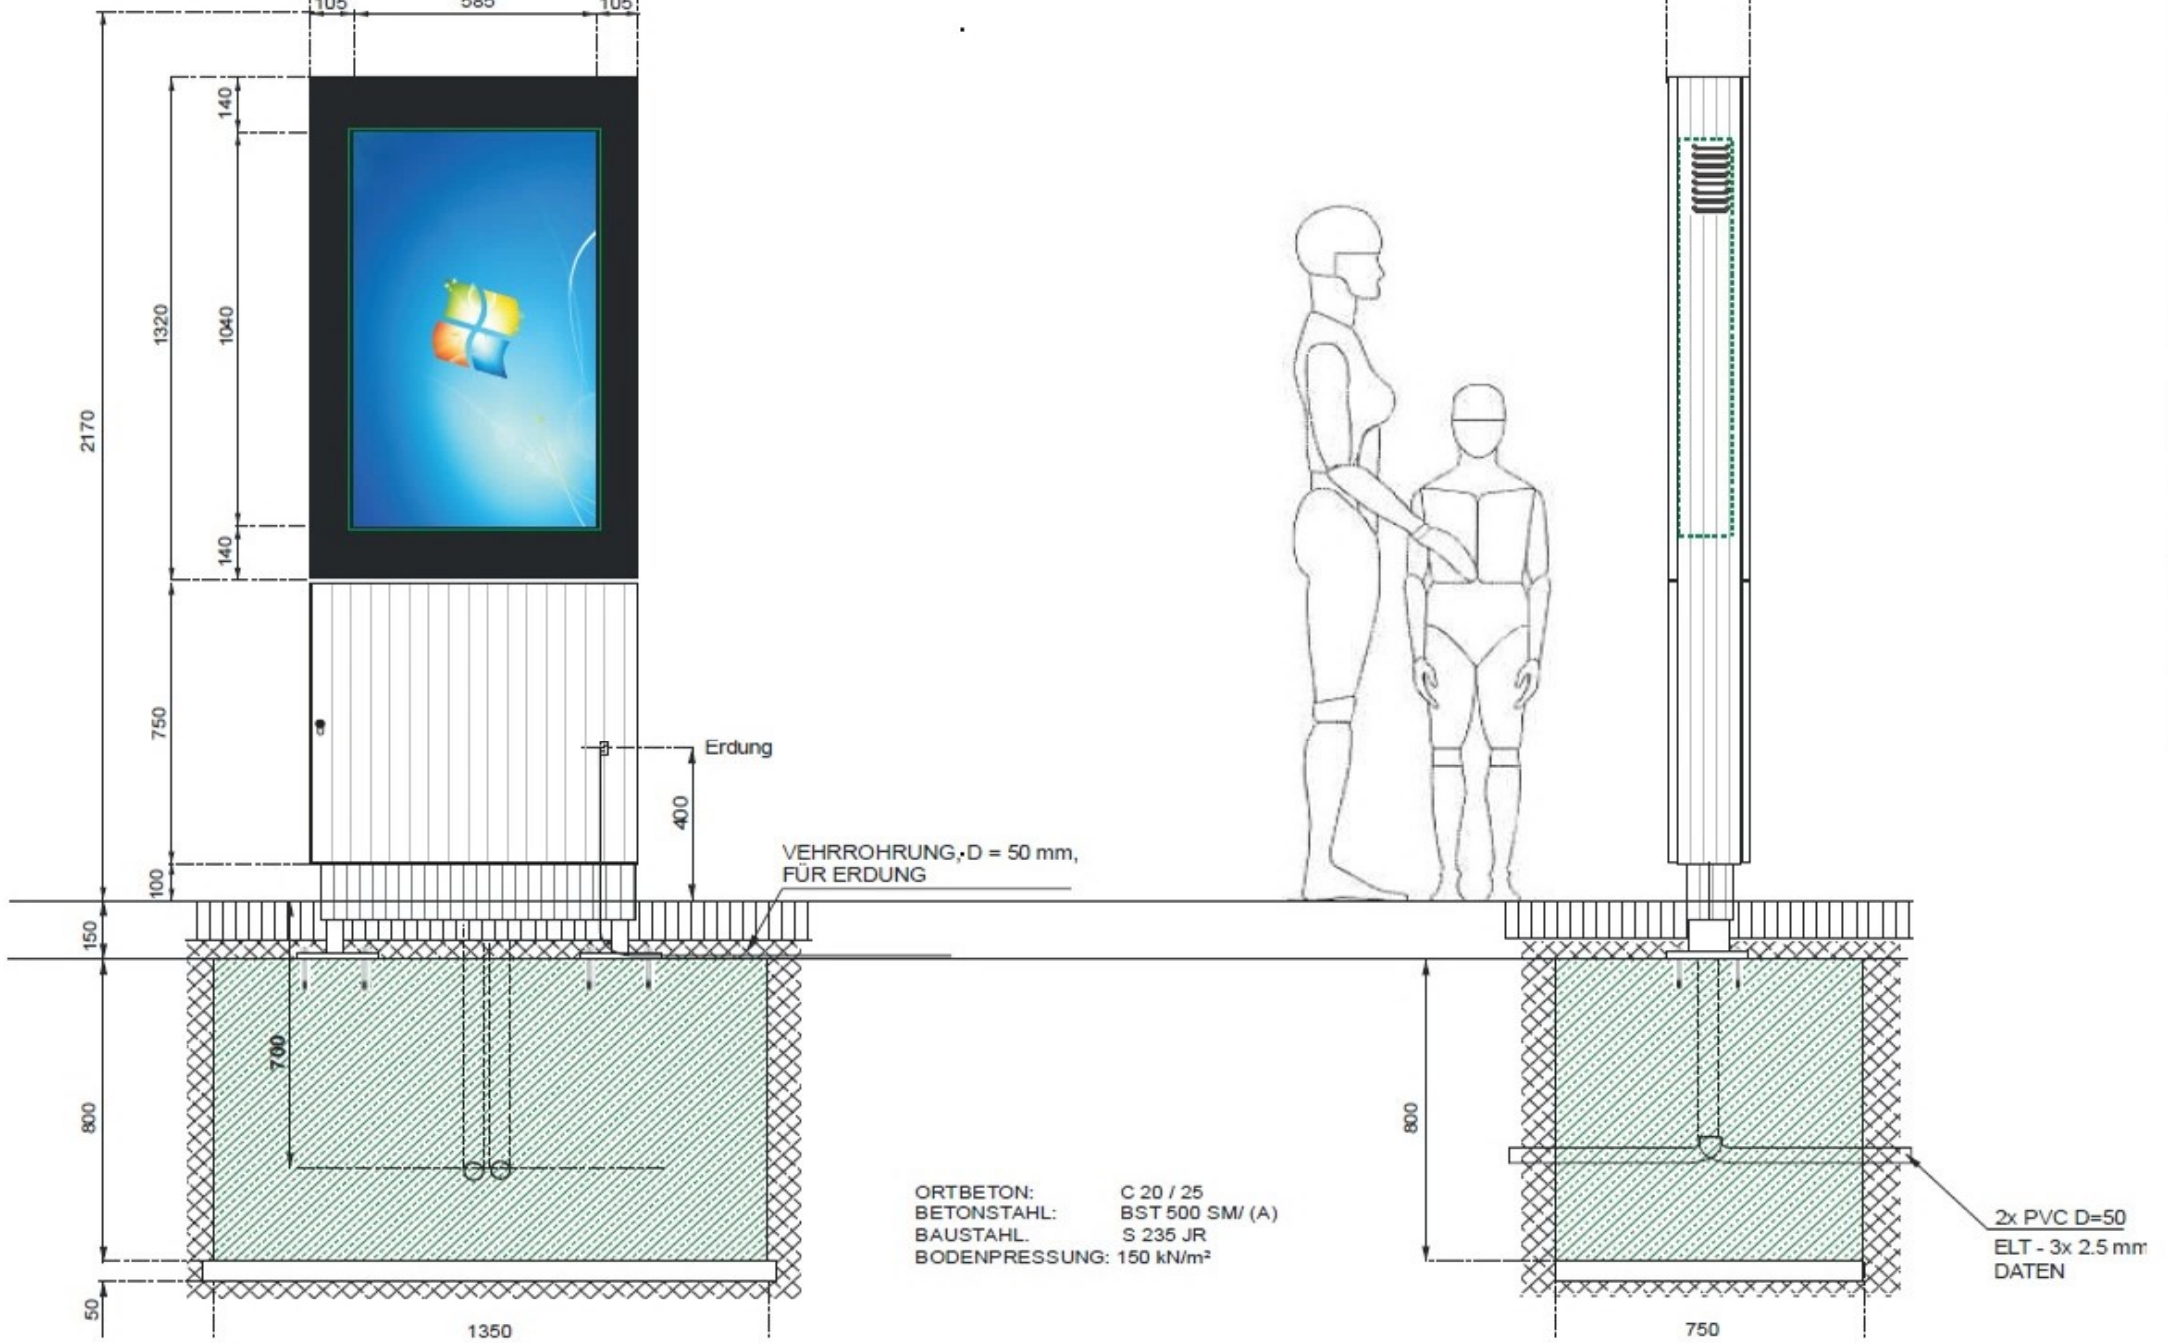 105
585
105
140
1320
1040
2170
140
750
Erdung
400
VEHRROHRUNG, D = 50 mm,
FÜR ERDUNG
100
150
700
800
800
ORTBETON: C 20 / 25
BETONSTAHL: BST 500 SM/ (A)
BAUSTAHL. S 235 JR
BODENPRESSUNG: 150 kN/m²
2x PVC D=50
ELT - 3x 2.5 mm
DATEN
50
1350
750